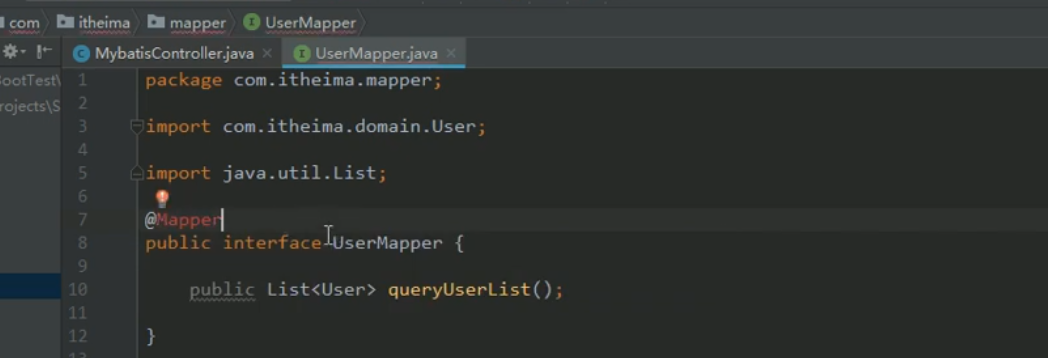 com itheima mapper UserMapper
MybatisController.java UserMapper.java
ootTest\
rojects\S
1 package com.itheima.mapper;
2
3 import com.itheima.domain.User;
4
5 import java.util.List;
6
7 @Mapper
8 public interface UserMapper {
9
10 public List<User> queryUserList();
11
12 }
13